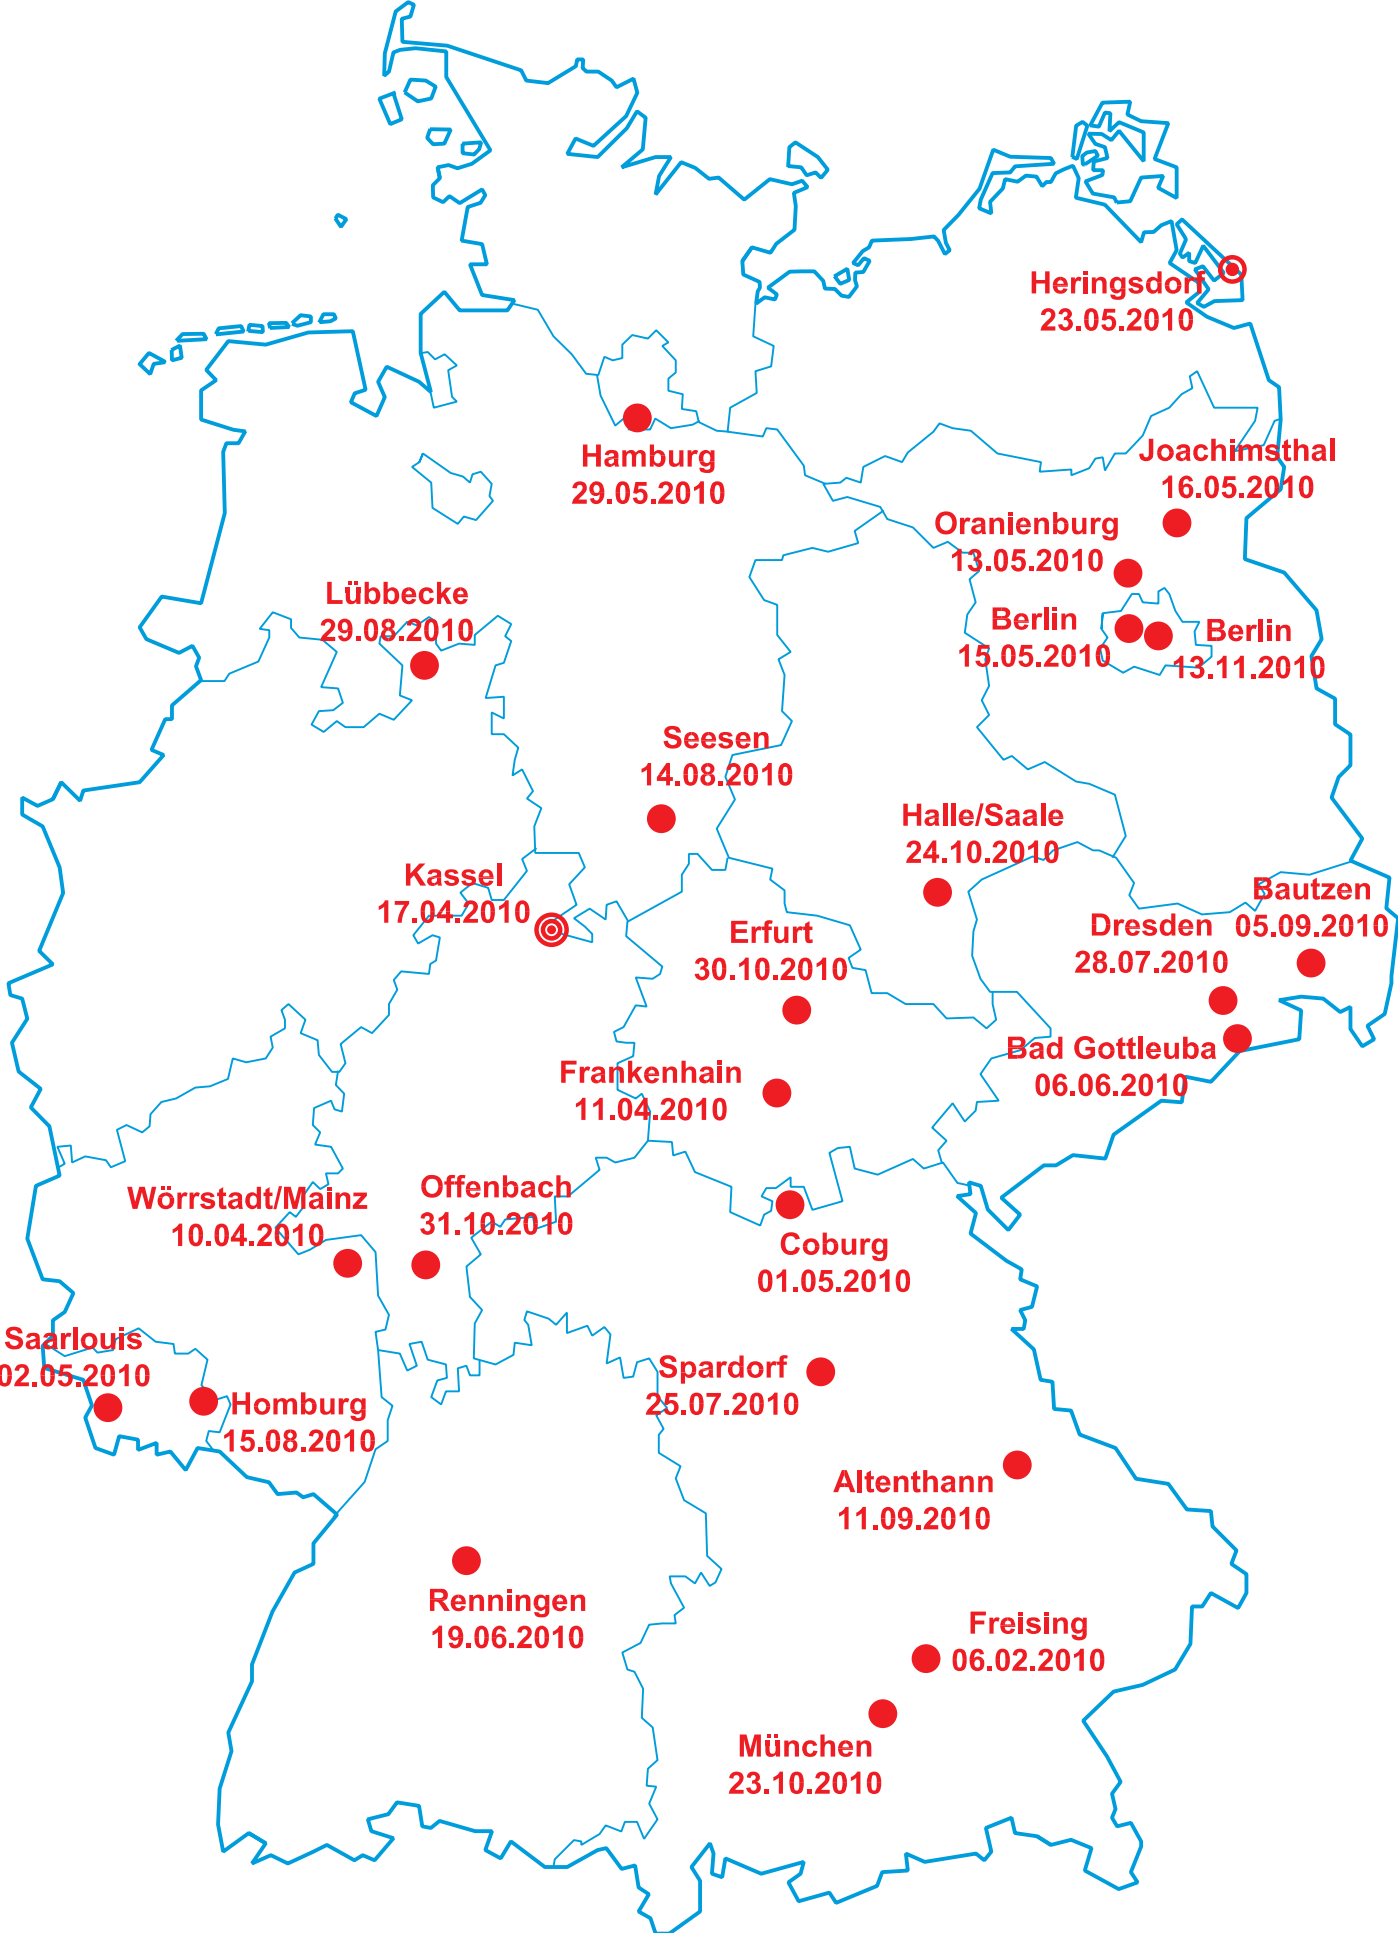 Heringsdorf
23.05.2010
Hamburg
29.05.2010
Joachimsthal
16.05.2010
Oranienburg
13.05.2010
Lübbecke
29.08.2010
Berlin
15.05.2010
Berlin
13.11.2010
Seesen
14.08.2010
Halle/Saale
24.10.2010
Kassel
17.04.2010
Bautzen
05.09.2010
Erfurt
30.10.2010
Dresden
28.07.2010
Bad Gottleuba
06.06.2010
Frankenhain
11.04.2010
Wörrstadt/Mainz
10.04.2010
Offenbach
31.10.2010
Coburg
01.05.2010
Saarlouis
02.05.2010
Homburg
15.08.2010
Spardorf
25.07.2010
Altenthann
11.09.2010
Renningen
19.06.2010
Freising
06.02.2010
München
23.10.2010